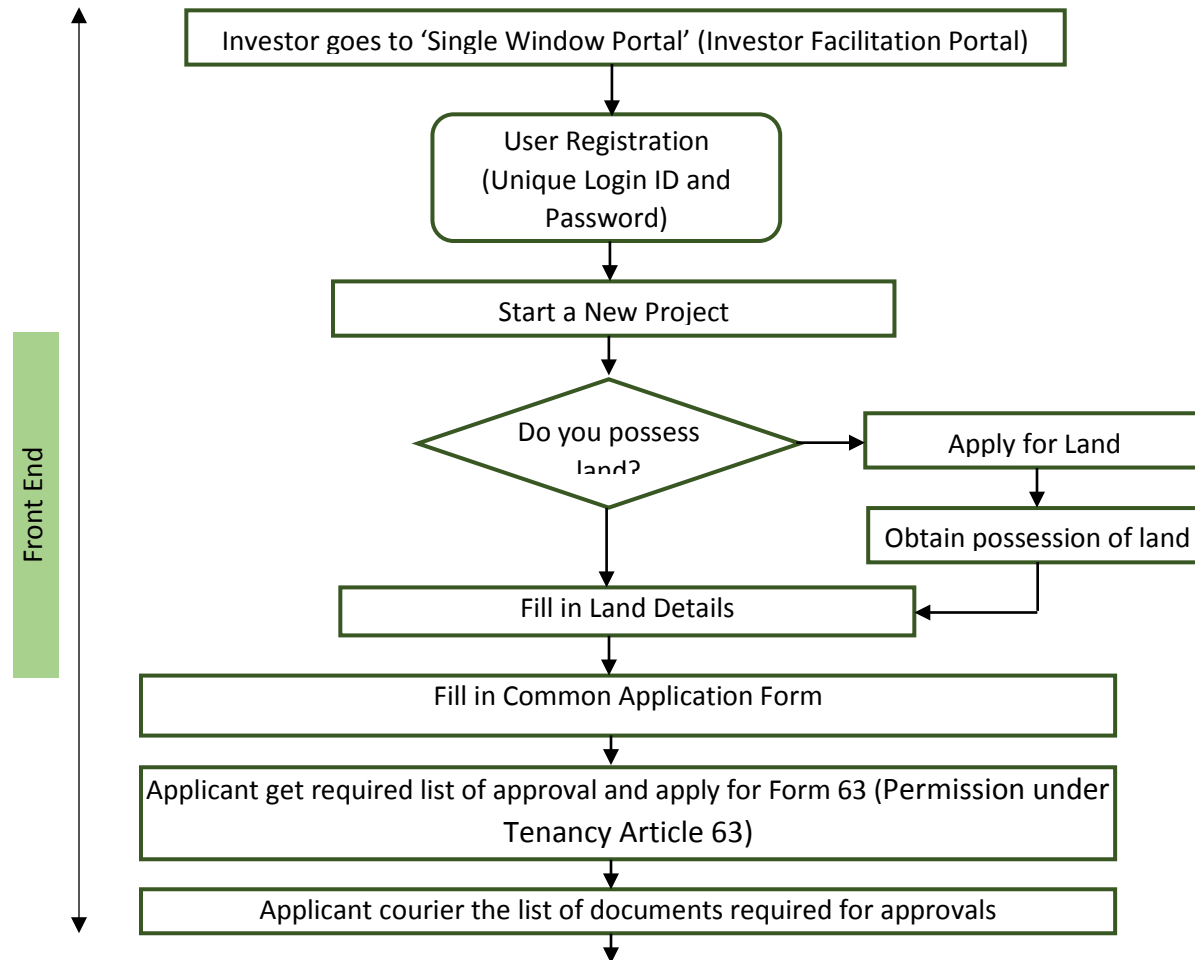 Investor goes to ‘Single Window Portal’ (Investor Facilitation Portal)
User Registration
(Unique Login ID and
Password)
Start a New Project
Do you possess
land?
Apply for Land
Obtain possession of land
Front End
Fill in Land Details
Fill in Common Application Form
Applicant get required list of approval and apply for Form 63 (Permission under
Tenancy Article 63)
Applicant courier the list of documents required for approvals